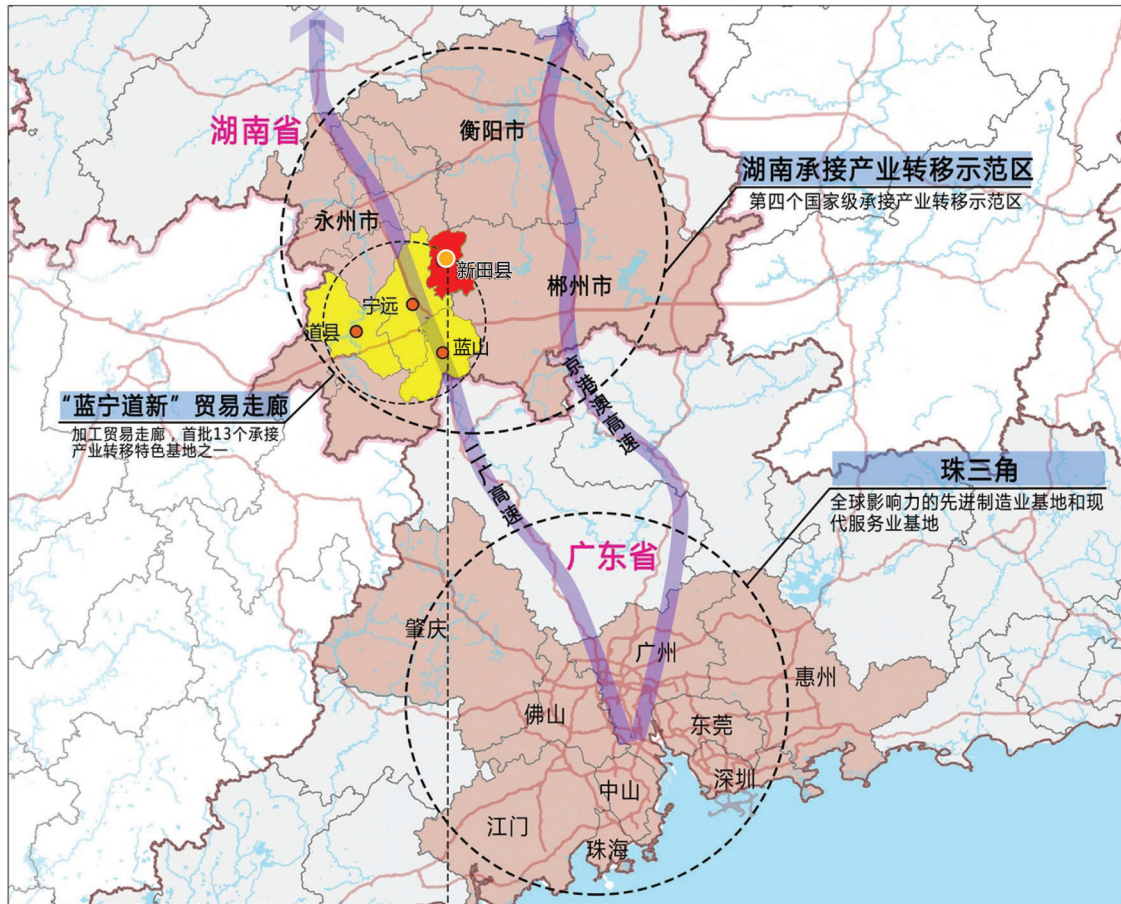 湖南省
衡阳市
湖南承接产业转移示范区
第四个国家级承接产业转移示范区
永州市
新田县
郴州市
宁远
道县
蓝山
“蓝宁道新”贸易走廊
加工贸易走廊，首批13个承接
产业转移特色基地之一
京港澳高速
二广高速
珠三角
全球影响力的先进制造业基地和现
代服务业基地
广东省
肇庆
广州
惠州
佛山
东莞
深圳
中山
江门
珠海